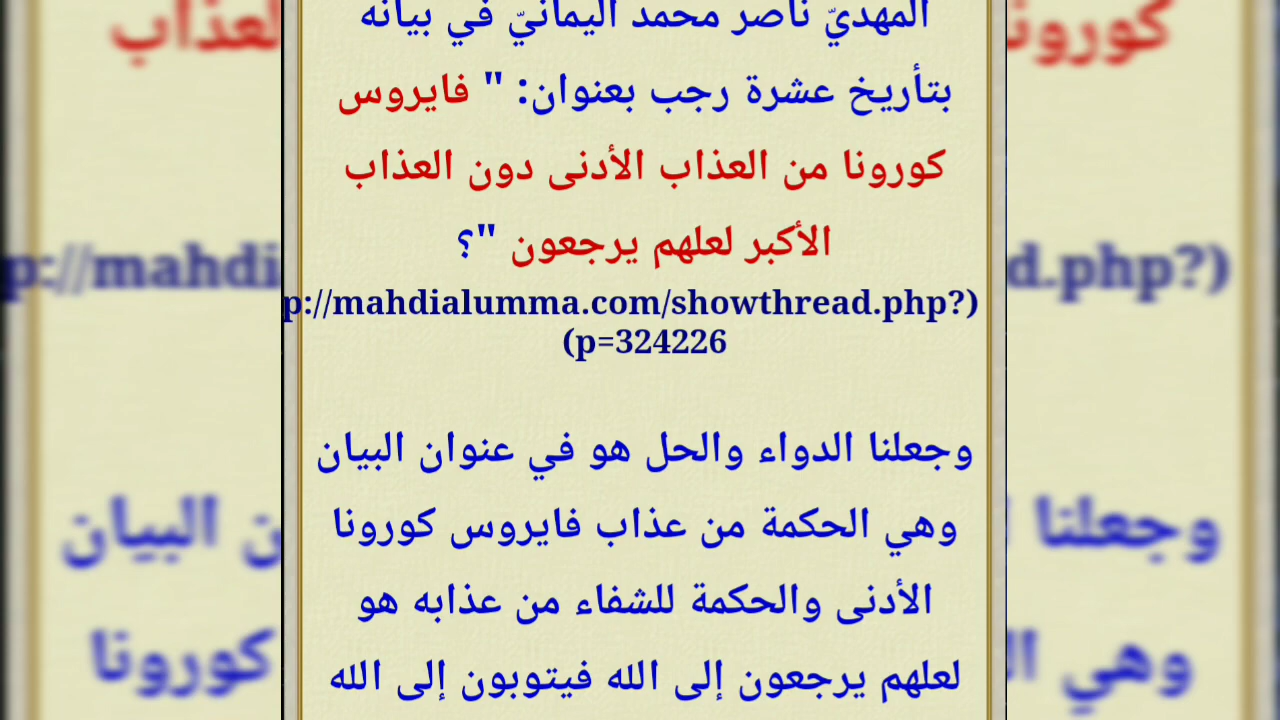 المهديّ ناصر محمد اليمانيّ في بيانه
بتأريخ عشرة رجب بعنوان: " فايروس
كورونا من العذاب الأدنى دون العذاب
الأكبر لعلهم يرجعون "؟
p://mahdialumma.com/showthread.php?)
(p=324226
وجعلنا الدواء والحل هو في عنوان البيان
وهي الحكمة من عذاب فايروس كورونا
الأدنى والحكمة للشفاء من عذابه هو
لعلهم يرجعون إلى الله فيتوبون إلى الله